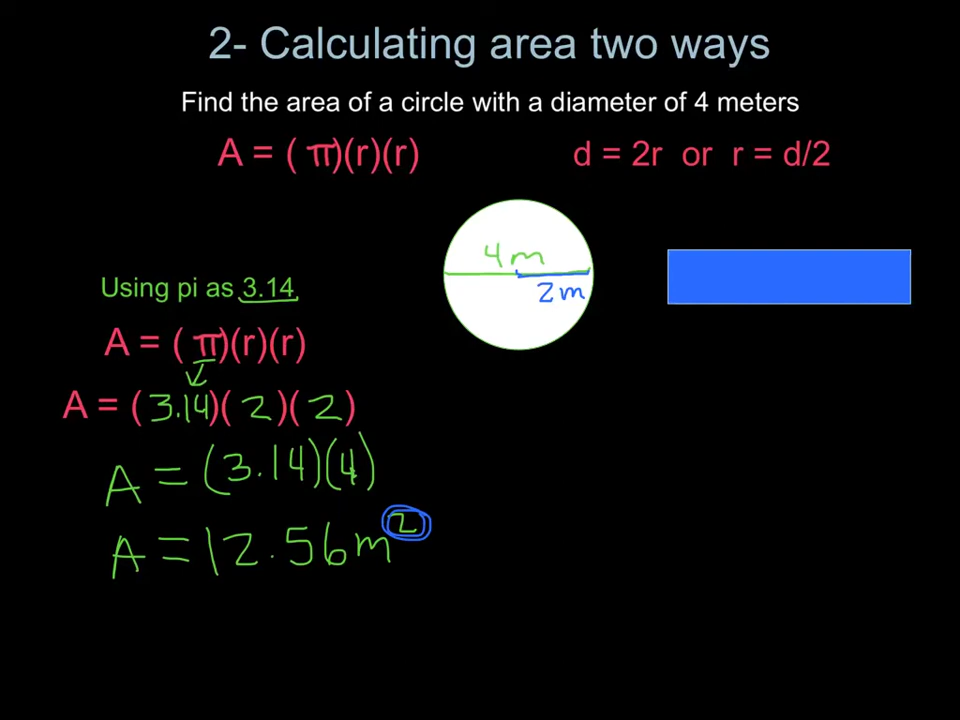 2- Calculating area two ways
Find the area of a circle with a diameter of 4 meters
A = ( π)(r)(r)
d = 2r or r = d/2
4m
2m
Using pi as 3.14
A = ( π)(r)(r)
A = (3.14)(2)(2)
A = (3.14)(4)
A = 12.56m²